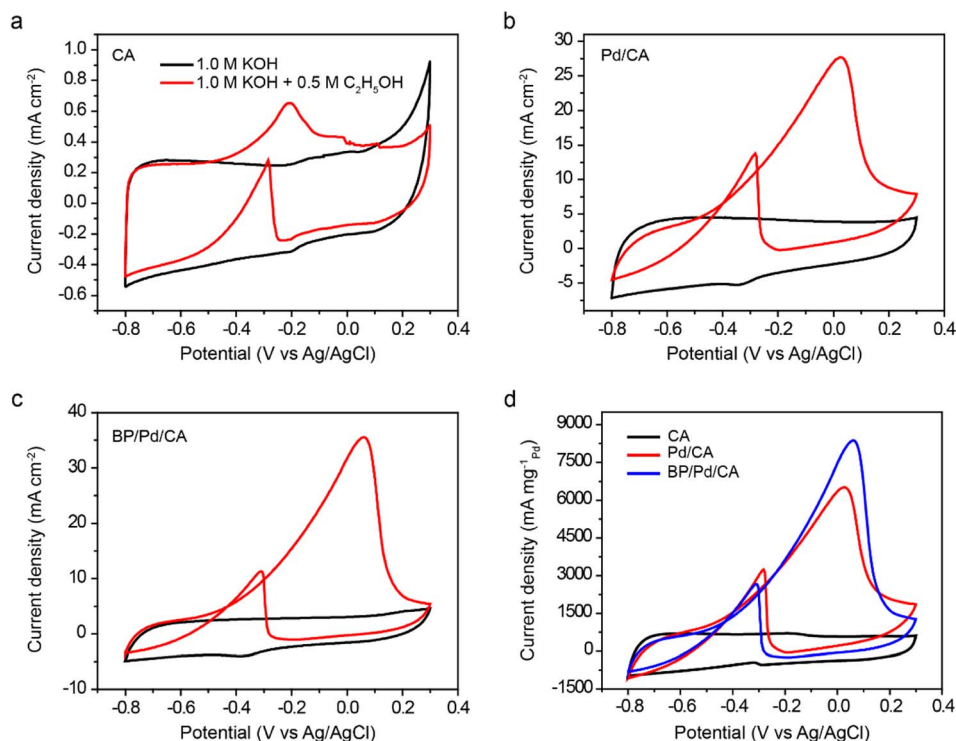 a
CA
1.0 M KOH
1.0 M KOH + 0.5 M C₂H₅OH
Current density (mA cm⁻²)
1.0
0.8
0.6
0.4
0.2
0.0
-0.2
-0.4
-0.6
-0.8 -0.6 -0.4 -0.2 0.0 0.2 0.4
Potential (V vs Ag/AgCl)
b
Pd/CA
Current density (mA cm⁻²)
30
25
20
15
10
5
0
-5
-0.8 -0.6 -0.4 -0.2 0.0 0.2 0.4
Potential (V vs Ag/AgCl)
c
BP/Pd/CA
Current density (mA cm⁻²)
40
30
20
10
0
-10
-0.8 -0.6 -0.4 -0.2 0.0 0.2 0.4
Potential (V vs Ag/AgCl)
d
CA
Pd/CA
BP/Pd/CA
Current density (mA mg⁻¹Pd)
9000
7500
6000
4500
3000
1500
0
-1500
-0.8 -0.6 -0.4 -0.2 0.0 0.2 0.4
Potential (V vs Ag/AgCl)